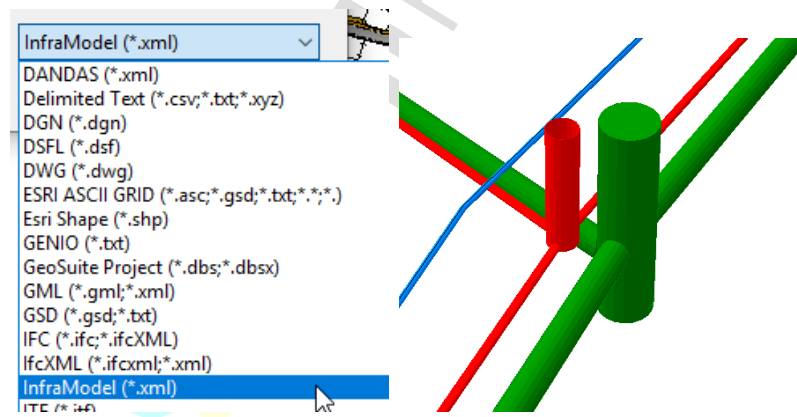 InfraModel (*.xml)
DANDAS (*.xml)
Delimited Text (*.csv;*.txt;*.xyz)
DGN (*.dgn)
DSFL (*.dsf)
DWG (*.dwg)
ESRI ASCII GRID (*.asc;*.gsd;*.txt;*.*;*.)
Esri Shape (*.shp)
GENIO (*.txt)
GeoSuite Project (*.dbs;*.dbsx)
GML (*.gml;*.xml)
GSD (*.gsd;*.txt)
IFC (*.ifc;*.ifcXML)
IfcXML (*.ifcxml;*.xml)
InfraModel (*.xml)
ITF (*.itf)